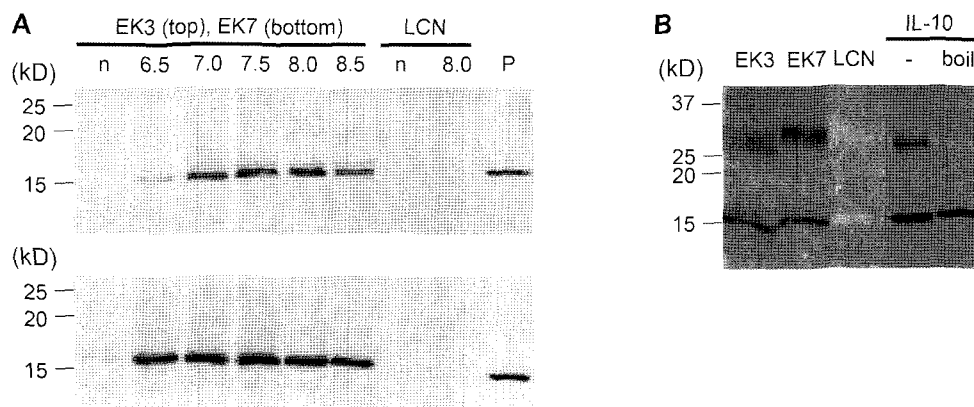 A
EK3 (top), EK7 (bottom)
LCN
(kD)
n 6.5 7.0 7.5 8.0 8.5 n 8.0 P
25
20
15
(kD)
25
20
15
B
IL-10
(kD)
EK3 EK7 LCN - boil
37
25
20
15